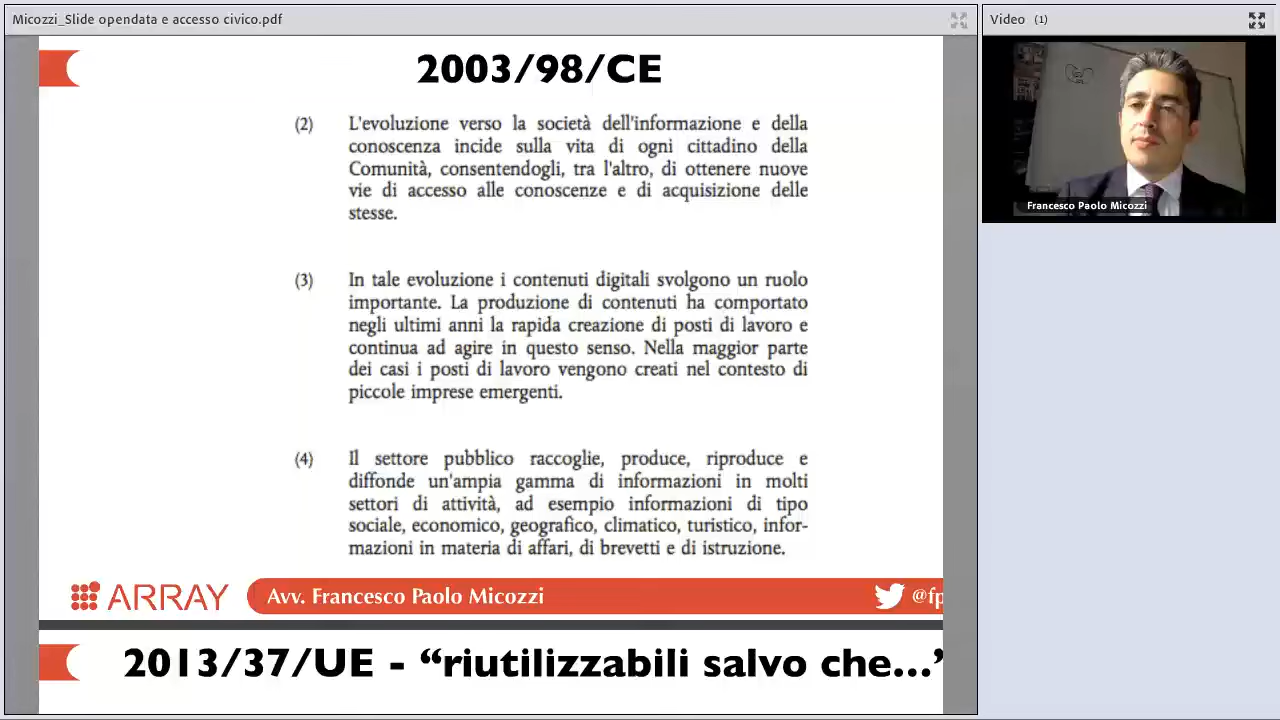 Micozzi_Slide opendata e accesso civico.pdf
Video (1)
Francesco Paolo Micozzi
2003/98/CE
(2) L'evoluzione verso la società dell'informazione e della
conoscenza incide sulla vita di ogni cittadino della
Comunità, consentendogli, tra l'altro, di ottenere nuove
vie di accesso alle conoscenze e di acquisizione delle
stesse.
(3) In tale evoluzione i contenuti digitali svolgono un ruolo
importante. La produzione di contenuti ha comportato
negli ultimi anni la rapida creazione di posti di lavoro e
continua ad agire in questo senso. Nella maggior parte
dei casi i posti di lavoro vengono creati nel contesto di
piccole imprese emergenti.
(4) Il settore pubblico raccoglie, produce, riproduce e
diffonde un'ampia gamma di informazioni in molti
settori di attività, ad esempio informazioni di tipo
sociale, economico, geografico, climatico, turistico, infor-
mazioni in materia di affari, di brevetti e di istruzione.
ARRAY
Avv. Francesco Paolo Micozzi
@fp
2013/37/UE - “riutilizzabili salvo che...”